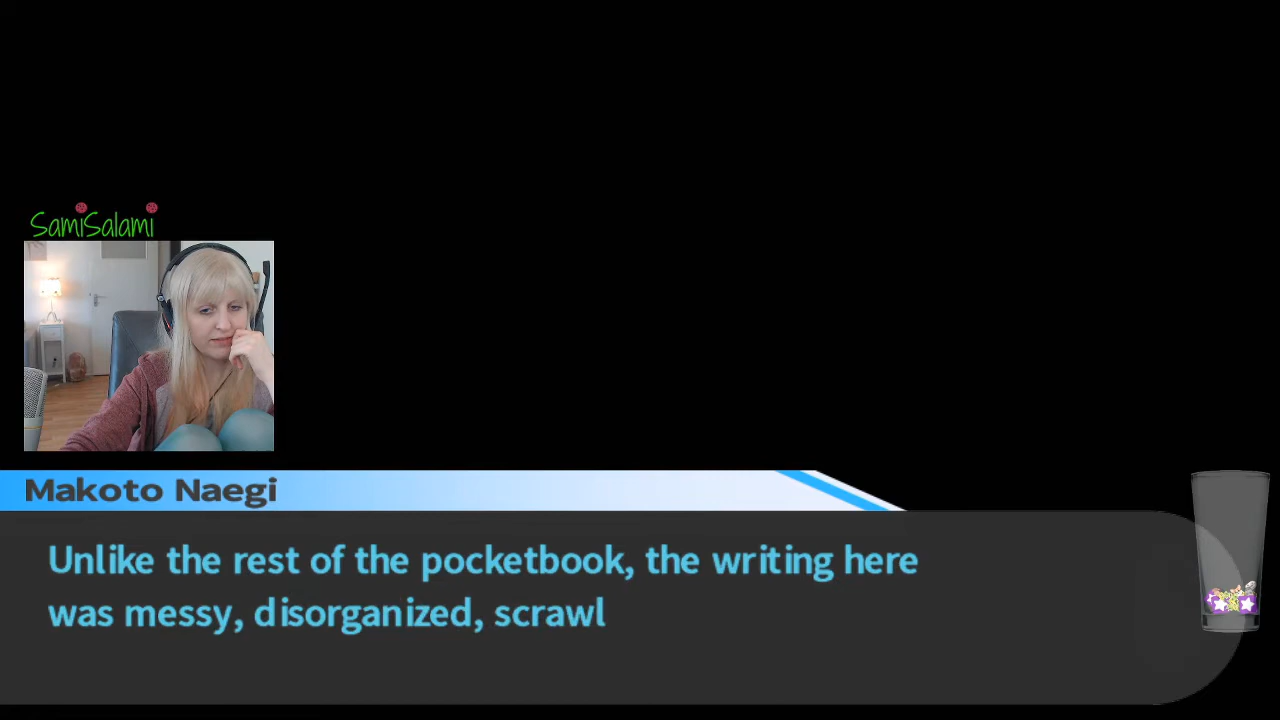 SamiSalami
Makoto Naegi
Unlike the rest of the pocketbook, the writing here
was messy, disorganized, scrawl